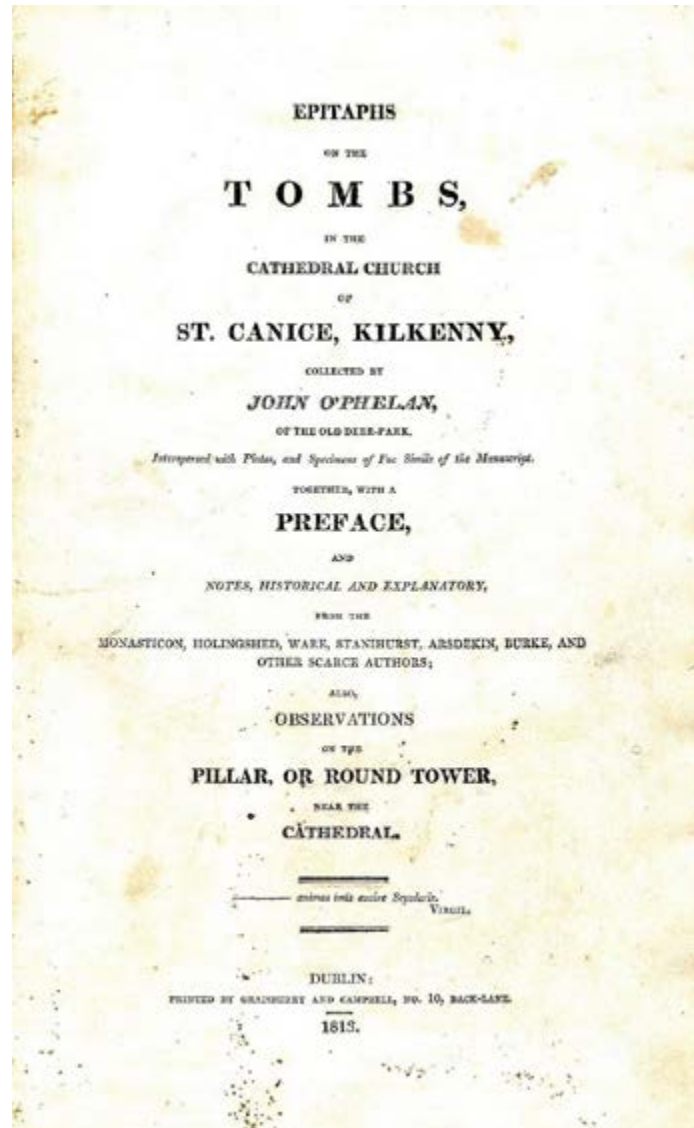 EPITAPHS
ON THE
TOMBS,
IN THE
CATHEDRAL CHURCH
OF
ST. CANICE, KILKENNY,
COLLECTED BY
JOHN O'PHELAN,
OF THE OLD DEER-PARK.
Interspersed with Plates, and Specimens of Fac Simile of the Manuscript.
TOGETHER, WITH A
PREFACE,
AND
NOTES, HISTORICAL AND EXPLANATORY,
FROM THE
MONASTICON, HOLINGSHED, WARE, STANIHURST, ARSDEKIN, BURKE, AND
OTHER SCARCE AUTHORS;
ALSO,
OBSERVATIONS
ON THE
PILLAR, OR ROUND TOWER,
NEAR THE
CATHEDRAL.
animas imis Sepulcris.
VIRGIL.
DUBLIN:
PRINTED BY GRAISBERRY AND CAMPBELL, NO. 10, BACK-LANE.
1813.